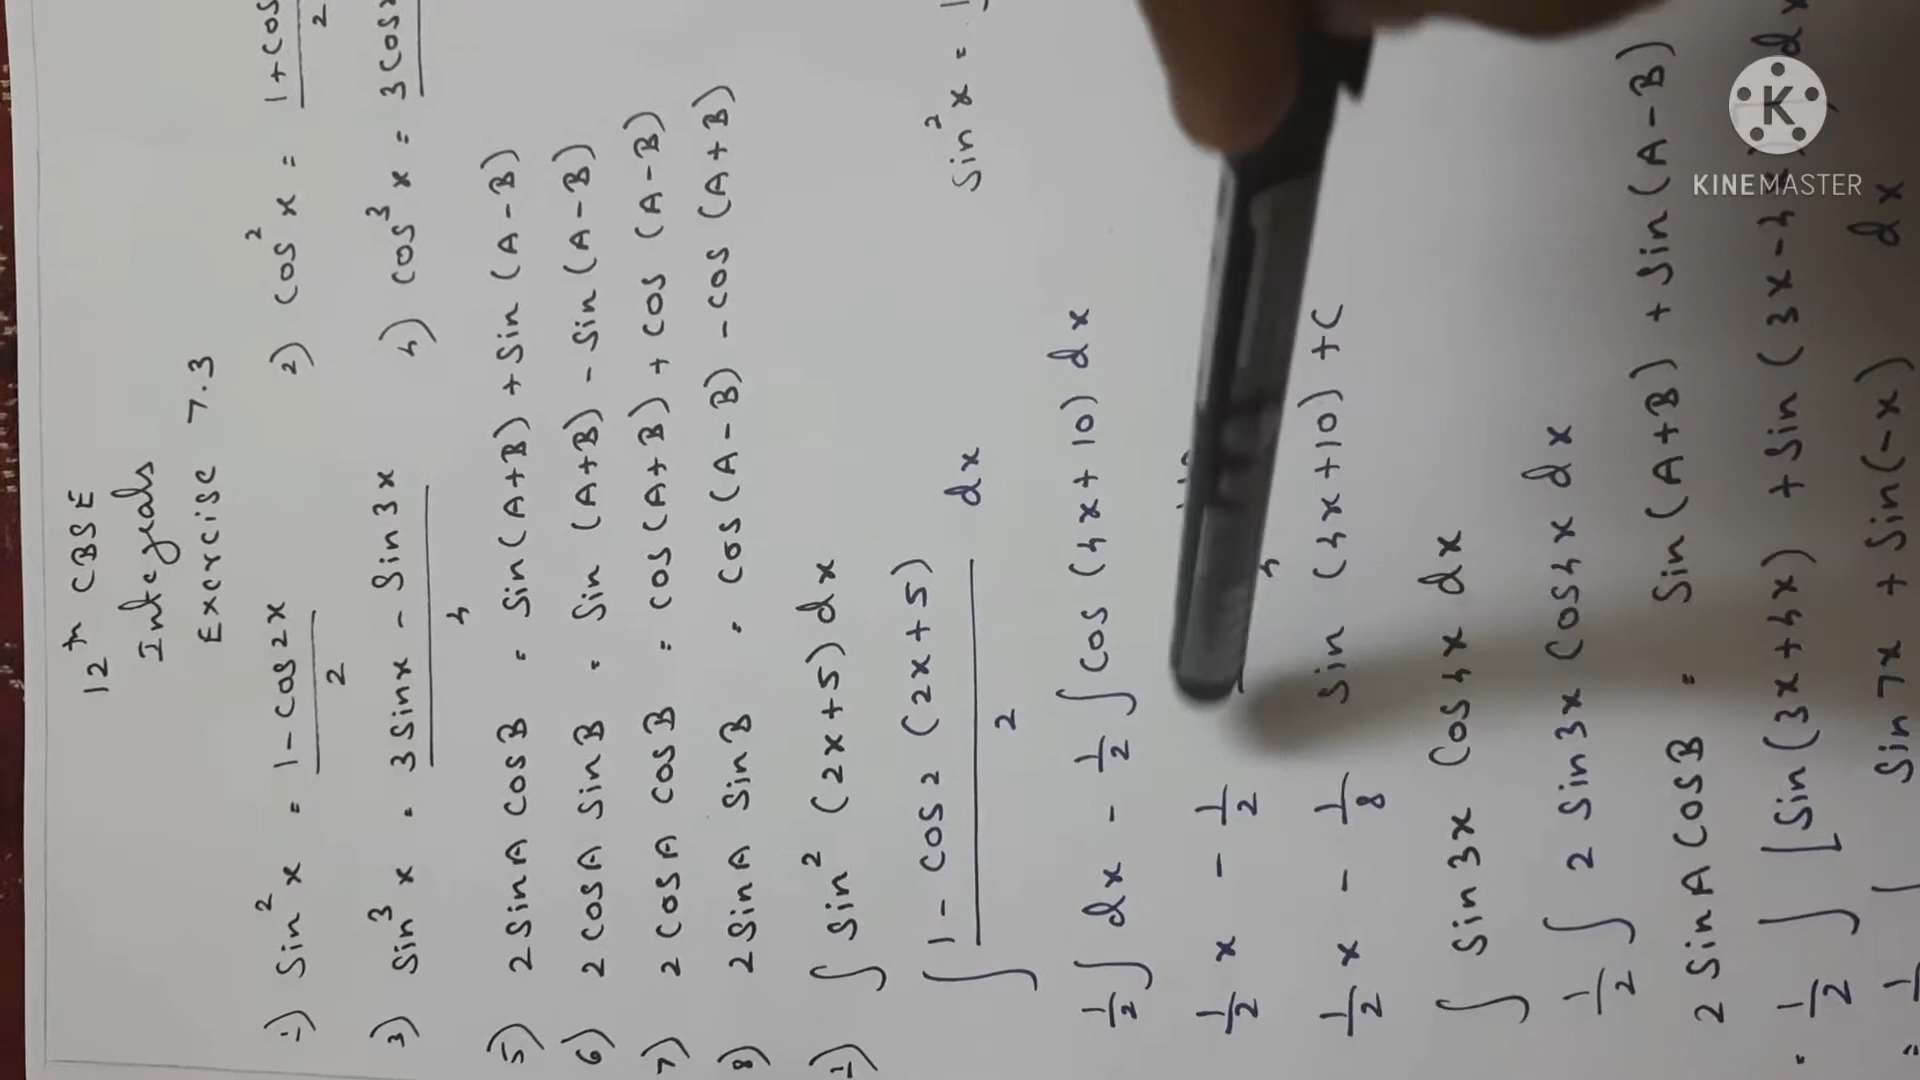 12th CBSE
Integrals
Exercise 7.3
1) Sin²x = 1-cos2x/2 2) cos²x = 1+cos/2
3) Sin³x = 3Sinx - Sin3x/4 4) cos³x = 3cos
5) 2SinA cosB = Sin(A+B) + Sin(A-B)
6) 2cosA SinB = Sin(A+B) - Sin(A-B)
7) 2cosA cosB = cos(A+B) + cos(A-B)
8) 2SinA SinB = cos(A-B) - cos(A+B)
1) ∫ Sin²(2x+5) dx
∫ 1 - cos2(2x+5)/2 dx Sin²x =
1/2 ∫ dx - 1/2 ∫ cos(4x+10) dx
1/2 x - 1/2 4
1/2 x - 1/8 Sin(4x+10) + C
∫ Sin3x Cos4x dx
1/2 ∫ 2 Sin3x Cos4x dx
2 SinA CosB = Sin(A+B) + Sin(A-B)
= 1/2 ∫ [Sin(3x+4x) + Sin(3x-4 dx
= ∫ Sin7x + Sin(-x) dx
KINEMASTER